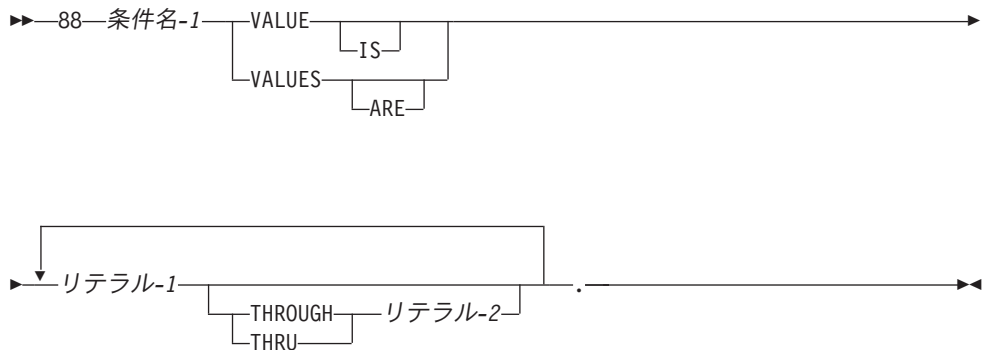 88 条件名-1 VALUE
IS
VALUES
ARE
リテラル-1 .
THROUGH リテラル-2
THRU